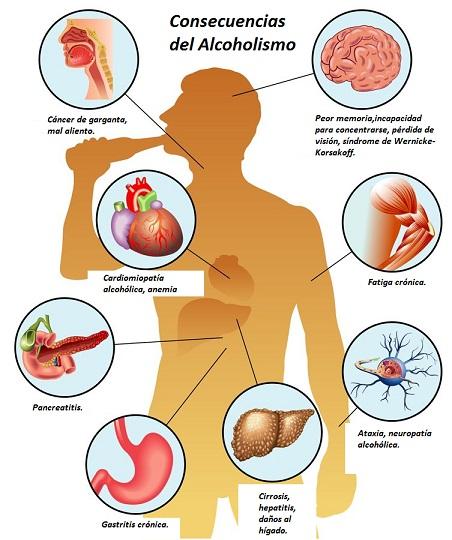 Consecuencias
del Alcoholismo
Cáncer de garganta,
mal aliento.
Peor memoria,incapacidad
para concentrarse, pérdida de
visión, síndrome de Wernicke-
Korsakoff.
Cardiomiopatía
alcohólica, anemia
Fatiga crónica.
Pancreatitis.
Ataxia, neuropatía
alcohólica.
Cirrosis,
hepatitis,
daños al
hígado.
Gastritis crónica.